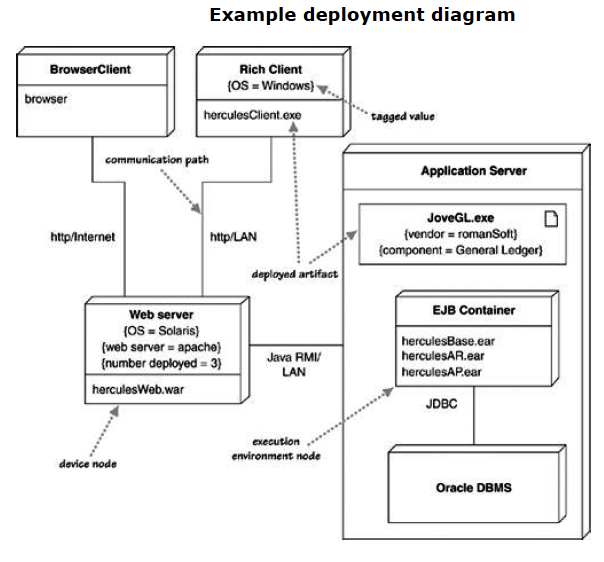 Example deployment diagram
BrowserClient
browser
Rich Client
{OS = Windows}
herculesClient.exe
tagged value
communication path
http/Internet
http/LAN
deployed artifact
Application Server
JoveGL.exe
{vendor = romanSoft}
{component = General Ledger}
Web server
{OS = Solaris}
{web server = apache}
{number deployed = 3}
herculesWeb.war
Java RMI/
LAN
EJB Container
herculesBase.ear
herculesAR.ear
herculesAP.ear
JDBC
device node
execution
environment node
Oracle DBMS